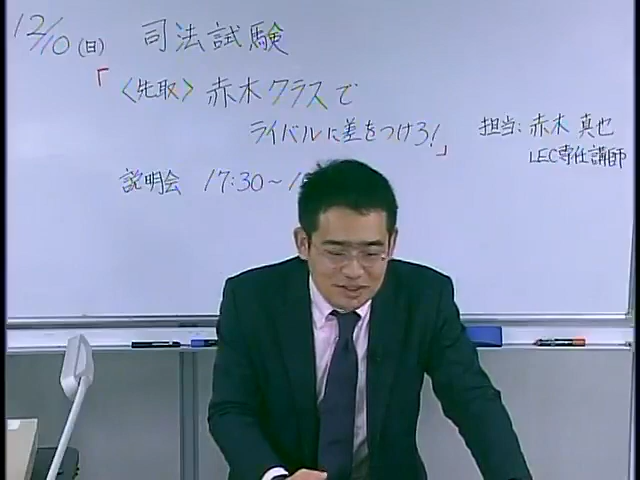 12/10(日) 司法試験
「〈先取〉赤木クラスで
ライバルに差をつけろ!」
担当:赤木 真也
LEC専任講師
説明会 17:30~1